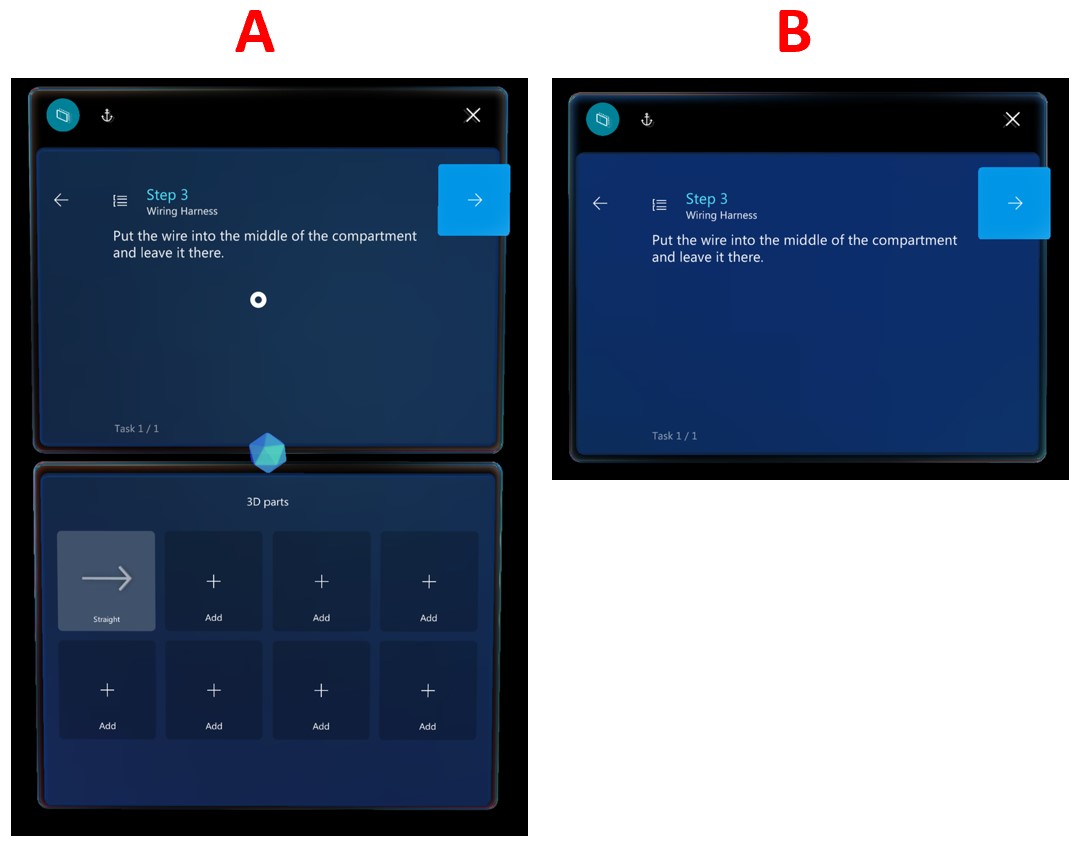 A
Step 3
Wiring Harness
Put the wire into the middle of the compartment
and leave it there.
Task 1 / 1
3D parts
Straight
Add
Add
Add
Add
Add
Add
Add
B
Step 3
Wiring Harness
Put the wire into the middle of the compartment
and leave it there.
Task 1 / 1